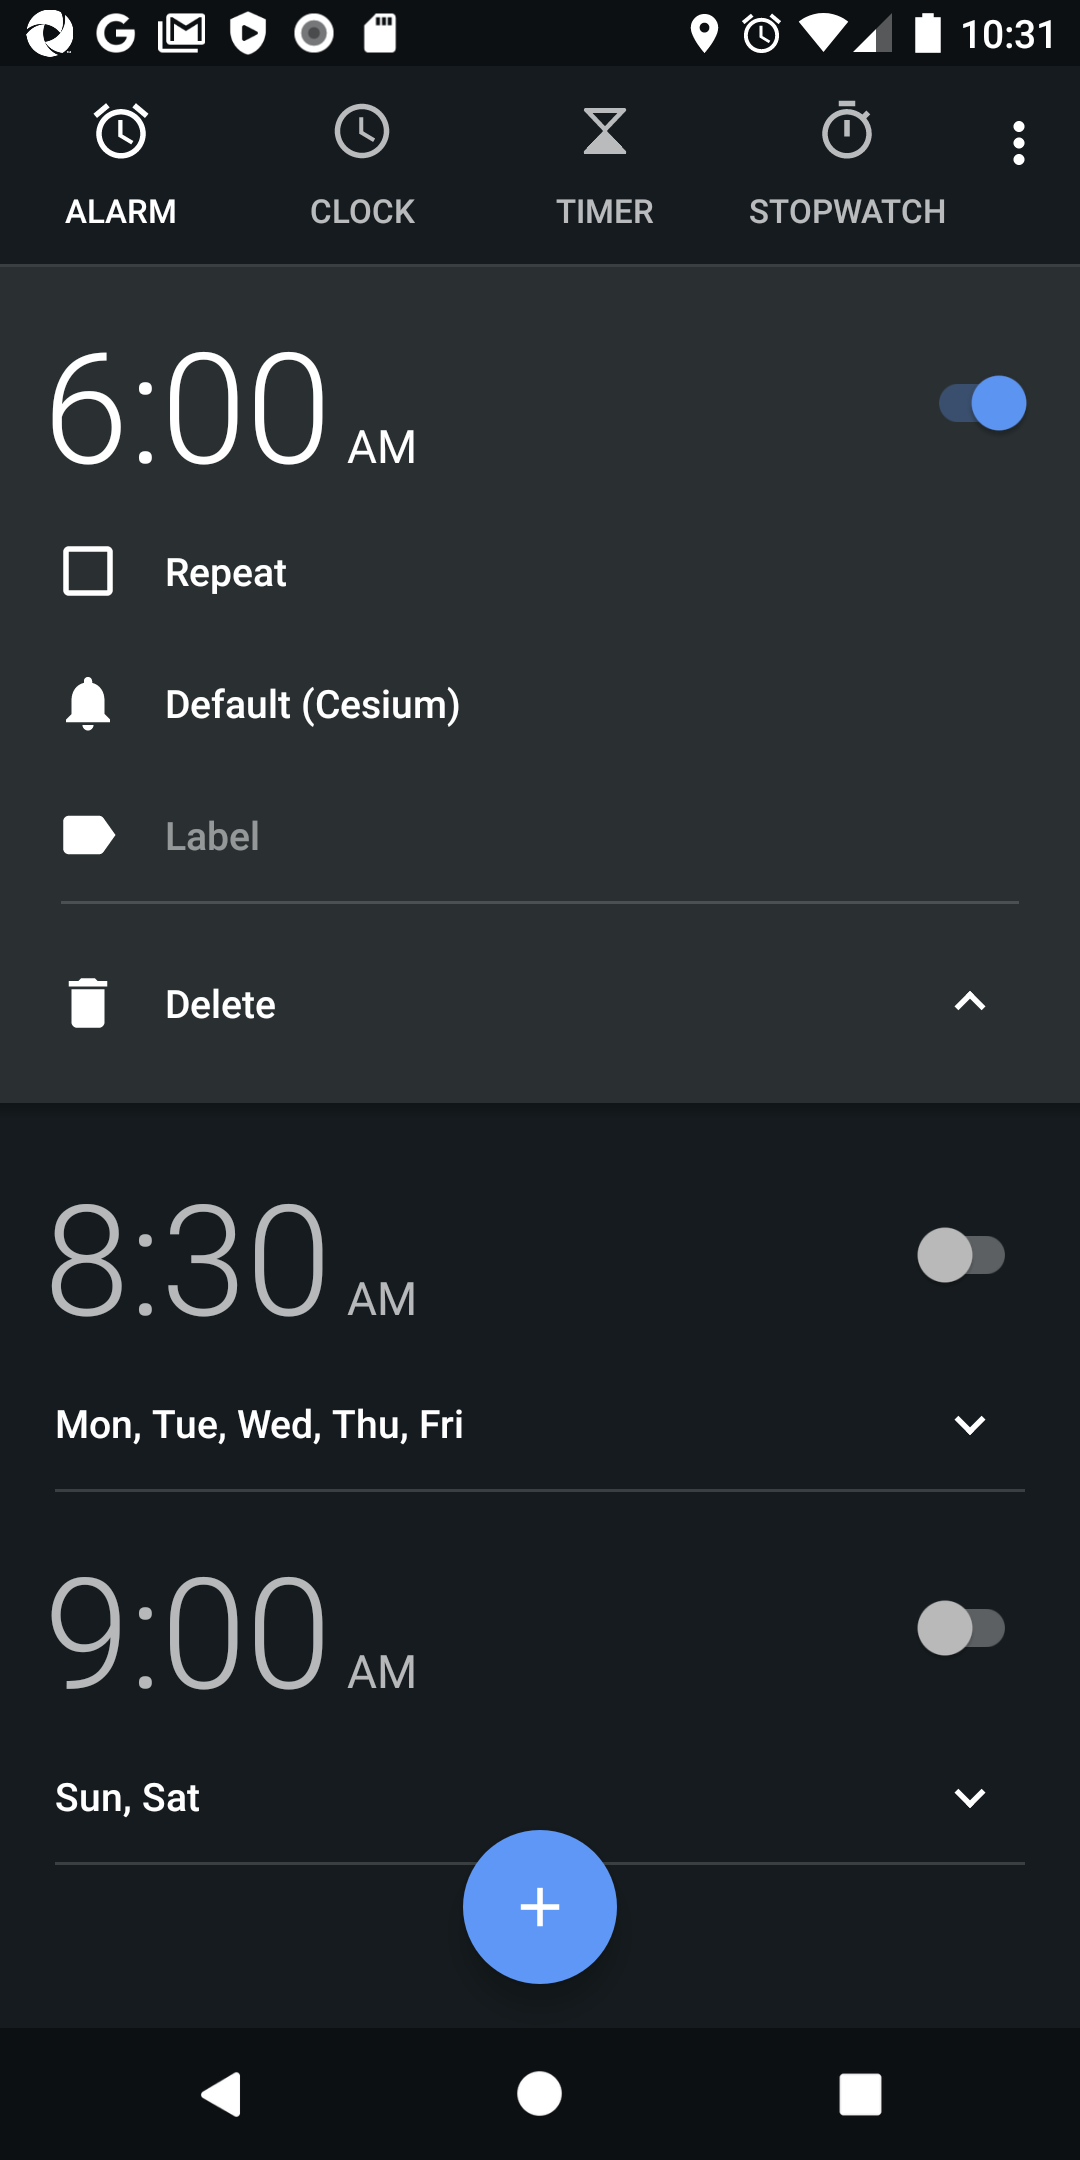 10:31
ALARM CLOCK TIMER STOPWATCH
6:00 AM
Repeat
Default (Cesium)
Label
Delete
8:30 AM
Mon, Tue, Wed, Thu, Fri
9:00 AM
Sun, Sat